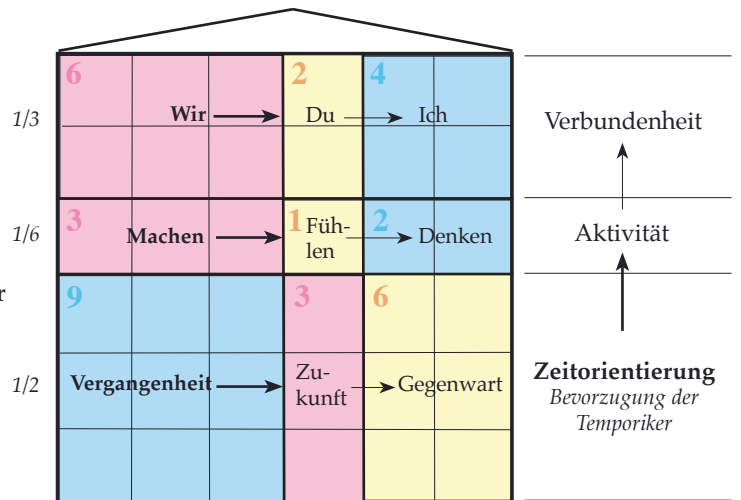 6 2 4
1/3 Wir Du Ich Verbundenheit
3 1 Füh- 2
1/6 Machen len Denken Aktivität
r
9 3 6
1/2 Vergangenheit Zu- Gegenwart Zeitorientierung
kunft Bevorzugung der
Temporiker